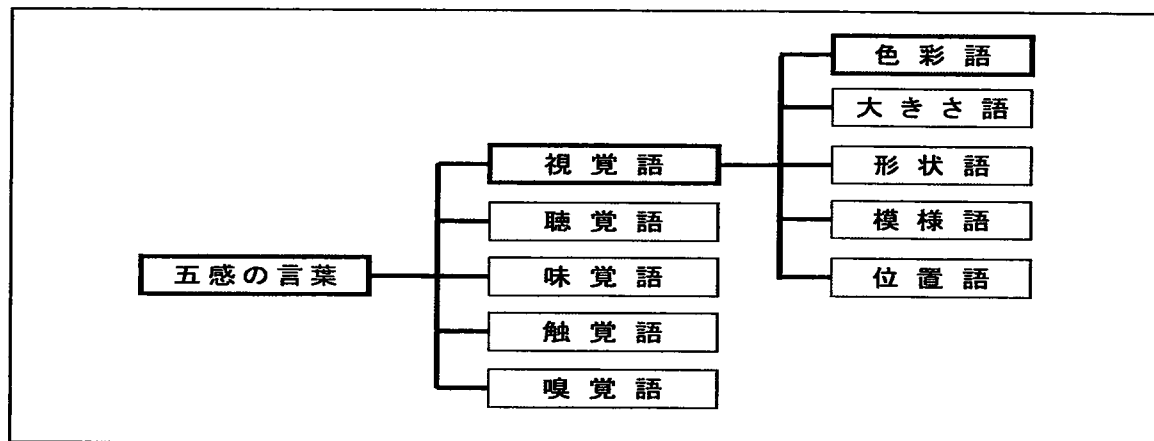 五感の言葉
視覚語
聴覚語
味覚語
触覚語
嗅覚語
色彩語
大きさ語
形状語
模様語
位置語